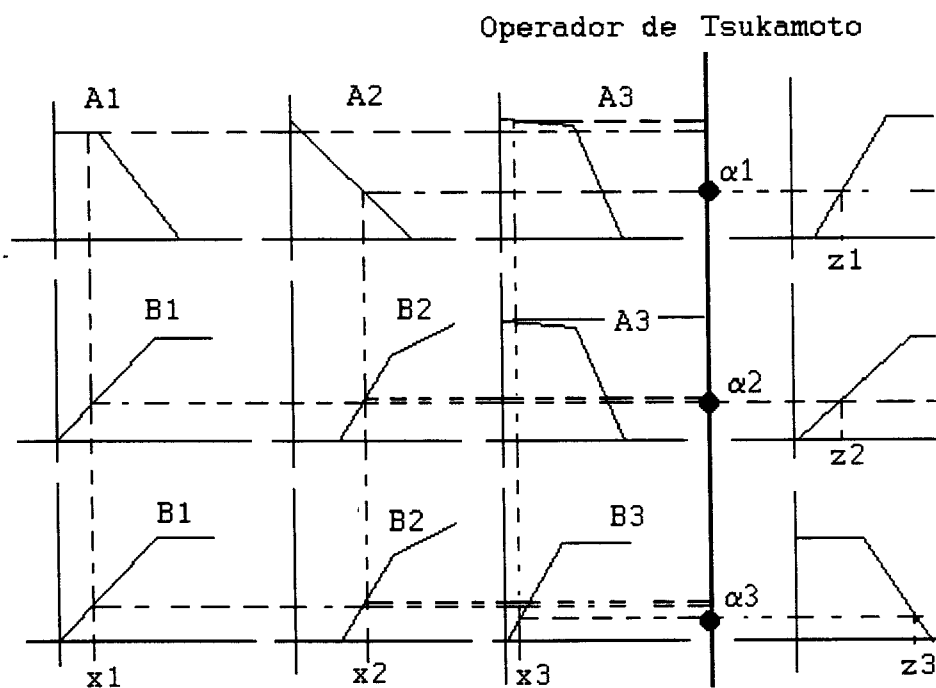 Operador de Tsukamoto
A1 A2 A3
α1
z1
B1 B2 A3
α2
z2
B1 B2 B3
α3
x1 x2 x3 z3